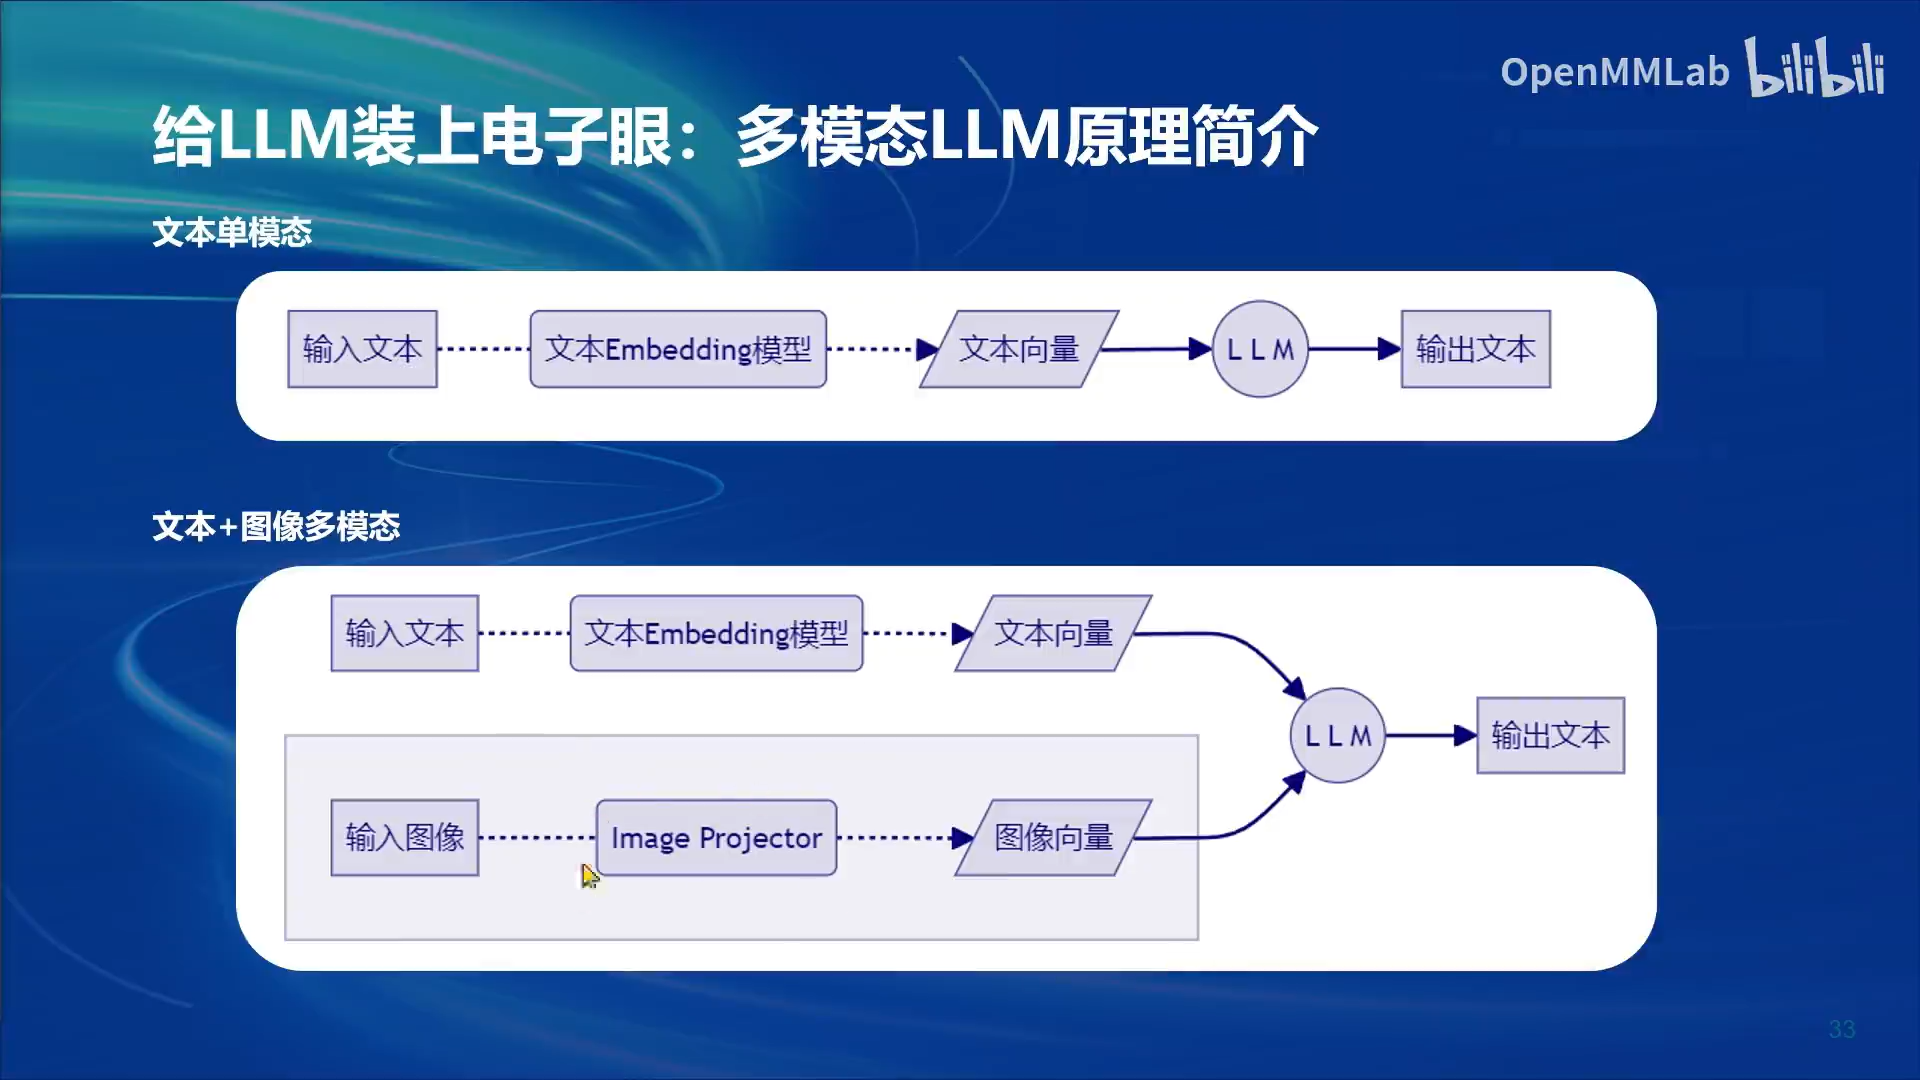 OpenMMLab bilibili
给LLM装上电子眼：多模态LLM原理简介
文本单模态
输入文本 文本Embedding模型 文本向量 LLM 输出文本
文本+图像多模态
输入文本 文本Embedding模型 文本向量
LLM 输出文本
输入图像 Image Projector 图像向量
33